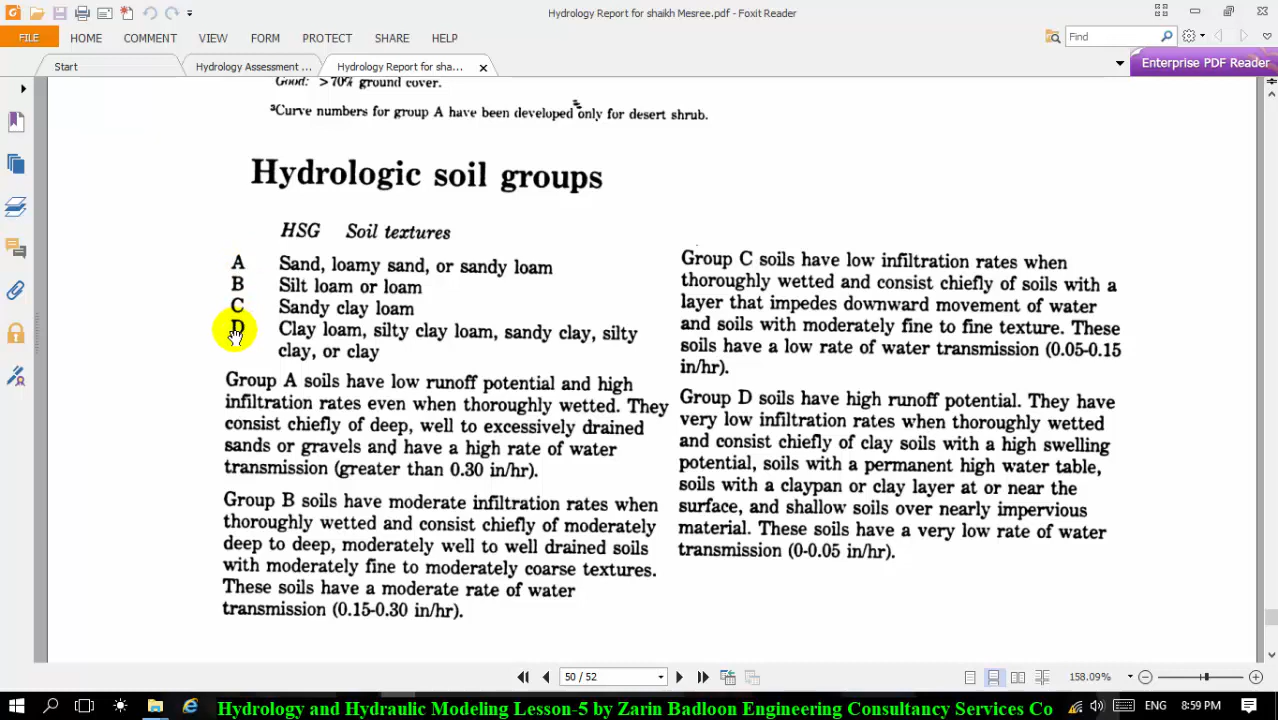 Hydrology Report for shaikh Mesree.pdf - Foxit Reader
FILE HOME COMMENT VIEW FORM PROTECT SHARE HELP
Find
Start
Hydrology Assessment ...
Hydrology Report for sha...
Enterprise PDF Reader
Good: >70% ground cover.
³Curve numbers for group A have been developed only for desert shrub.
Hydrologic soil groups
HSG Soil textures
A Sand, loamy sand, or sandy loam
B Silt loam or loam
C Sandy clay loam
D Clay loam, silty clay loam, sandy clay, silty
clay, or clay
Group A soils have low runoff potential and high
infiltration rates even when thoroughly wetted. They
consist chiefly of deep, well to excessively drained
sands or gravels and have a high rate of water
transmission (greater than 0.30 in/hr).
Group B soils have moderate infiltration rates when
thoroughly wetted and consist chiefly of moderately
deep to deep, moderately well to well drained soils
with moderately fine to moderately coarse textures.
These soils have a moderate rate of water
transmission (0.15-0.30 in/hr).
Group C soils have low infiltration rates when
thoroughly wetted and consist chiefly of soils with a
layer that impedes downward movement of water
and soils with moderately fine to fine texture. These
soils have a low rate of water transmission (0.05-0.15
in/hr).
Group D soils have high runoff potential. They have
very low infiltration rates when thoroughly wetted
and consist chiefly of clay soils with a high swelling
potential, soils with a permanent high water table,
soils with a claypan or clay layer at or near the
surface, and shallow soils over nearly impervious
material. These soils have a very low rate of water
transmission (0-0.05 in/hr).
50 / 52
158.09%
Hydrology and Hydraulic Modeling Lesson-5 by Zarin Badloon Engineering Consultancy Services Co
ENG 8:59 PM